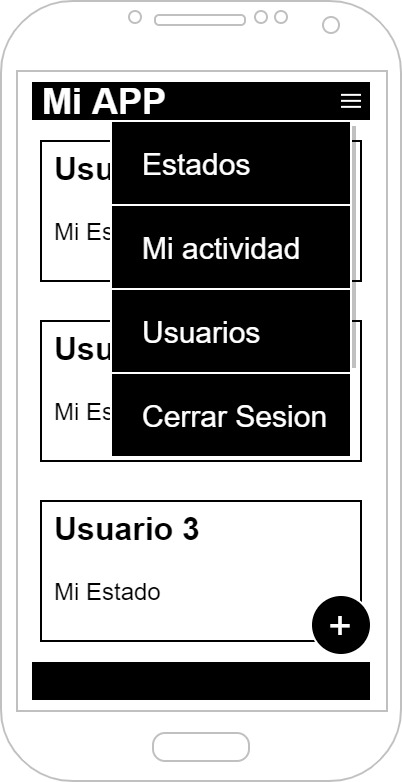 Mi APP
Estados
Mi actividad
Usuarios
Cerrar Sesion
Usu
Mi Es
Usu
Mi Es
Usuario 3
Mi Estado
+